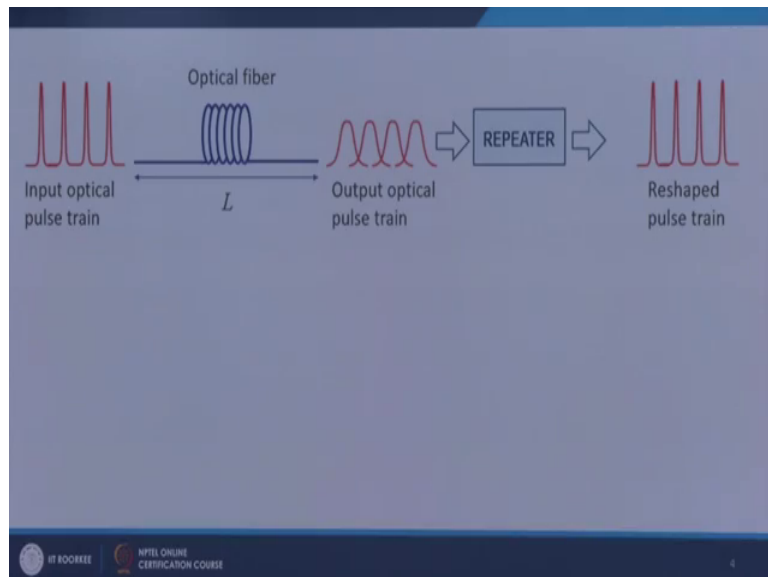 Optical fiber
Input optical
pulse train
L
Output optical
pulse train
REPEATER
Reshaped
pulse train
IIT ROORKEE
NPTEL ONLINE
CERTIFICATION COURSE
4